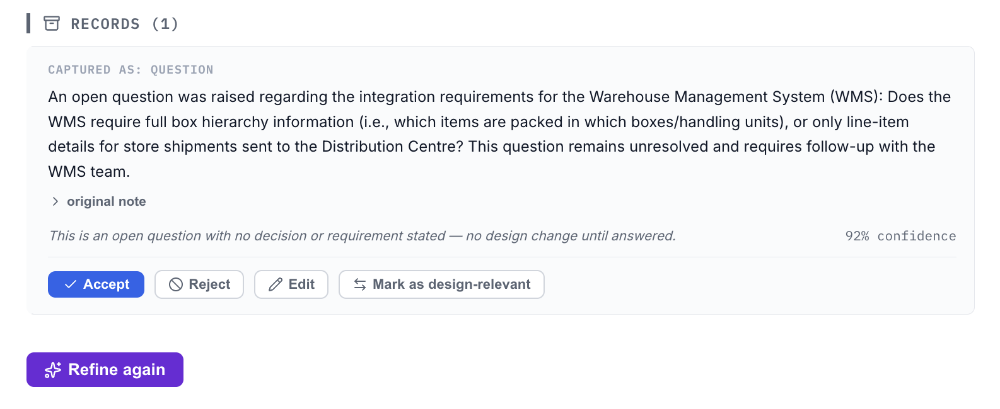 RECORDS (1)
CAPTURED AS: QUESTION
An open question was raised regarding the integration requirements for the Warehouse Management System (WMS): Does the
WMS require full box hierarchy information (i.e., which items are packed in which boxes/handling units), or only line-item
details for store shipments sent to the Distribution Centre? This question remains unresolved and requires follow-up with the
WMS team.
original note
This is an open question with no decision or requirement stated — no design change until answered.
92% confidence
Accept
Reject
Edit
Mark as design-relevant
Refine again